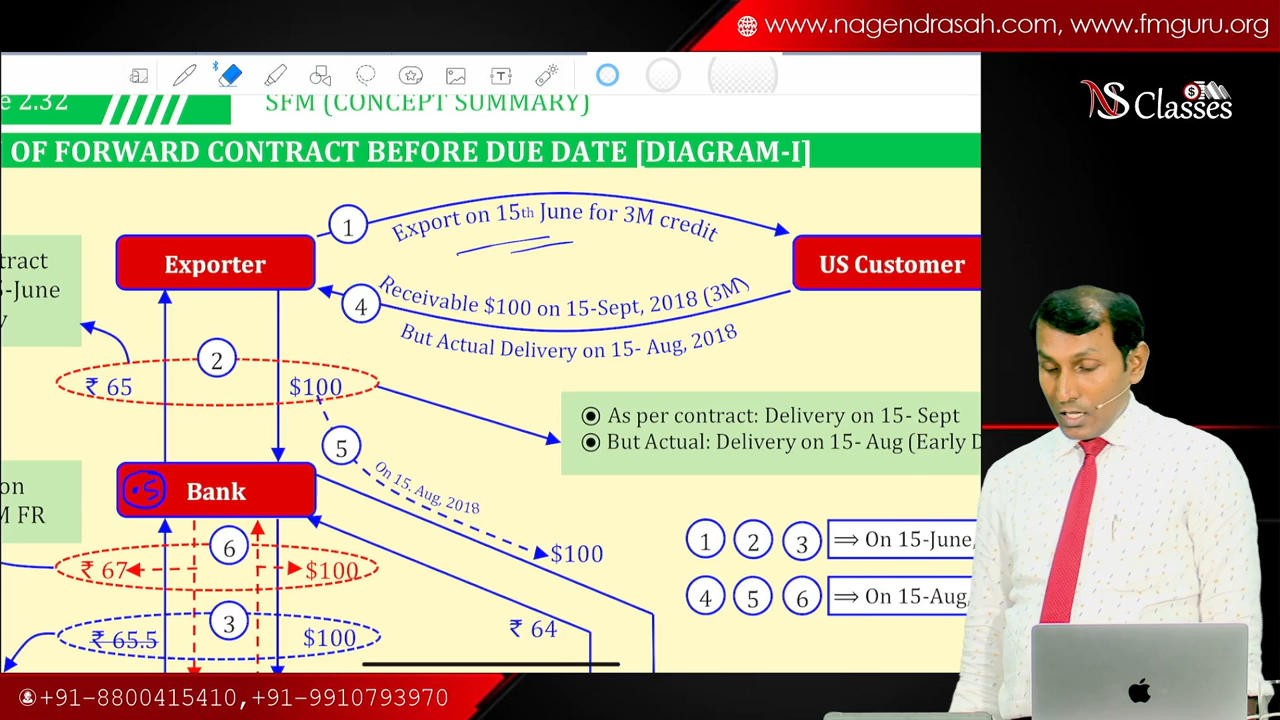 www.nagendrasah.com, www.fmguru.org
NS Classes
e 2.32
SFM (CONCEPT SUMMARY)
OF FORWARD CONTRACT BEFORE DUE DATE [DIAGRAM-I]
1
Export on 15th June for 3M credit
tract
-June
Exporter
US Customer
4
Receivable $100 on 15-Sept, 2018 (3M)
But Actual Delivery on 15- Aug, 2018
2
₹ 65
$100
⦿ As per contract: Delivery on 15- Sept
⦿ But Actual: Delivery on 15- Aug (Early D
5
On 15, Aug, 2018
on
M FR
.5
Bank
$100
6
₹ 67
$100
1 2 3 ⟹ On 15-June,
4 5 6 ⟹ On 15-Aug,
3
₹ 65.5
$100
₹ 64
+91-8800415410,+91-9910793970